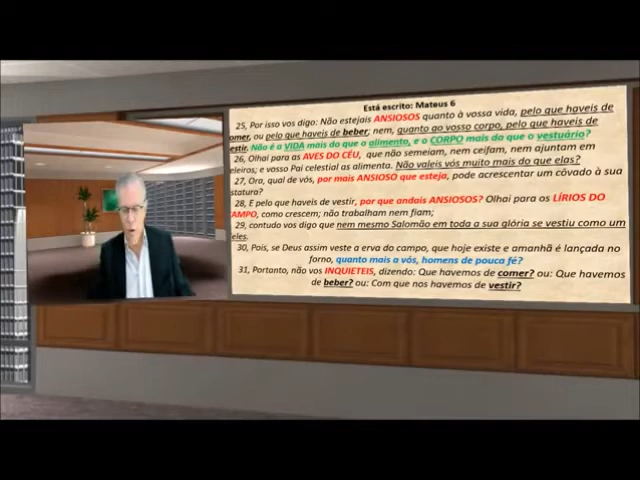 Está escrito: Mateus 6
25, Por isso vos digo: Não estejais ANSIOSOS quanto à vossa vida, pelo que haveis de
comer, ou pelo que haveis de beber; nem, quanto ao vosso corpo, pelo que haveis de
estir. Não é a VIDA mais do que o alimento, e o CORPO mais do que o vestuário?
26, Olhai para as AVES DO CÉU, que não semeiam, nem ceifam, nem ajuntam em
eleiros; e vosso Pai celestial as alimenta. Não valeis vós muito mais do que elas?
27, Ora, qual de vós, por mais ANSIOSO que esteja, pode acrescentar um côvado à sua
statura?
28, E pelo que haveis de vestir, por que andais ANSIOSOS? Olhai para os LÍRIOS DO
AMPO, como crescem; não trabalham nem fiam;
29, contudo vos digo que nem mesmo Salomão em toda a sua glória se vestiu como um
eles.
30, Pois, se Deus assim veste a erva do campo, que hoje existe e amanhã é lançada no
forno, quanto mais a vós, homens de pouca fé?
31, Portanto, não vos INQUIETEIS, dizendo: Que havemos de comer? ou: Que havemos
de beber? ou: Com que nos havemos de vestir?